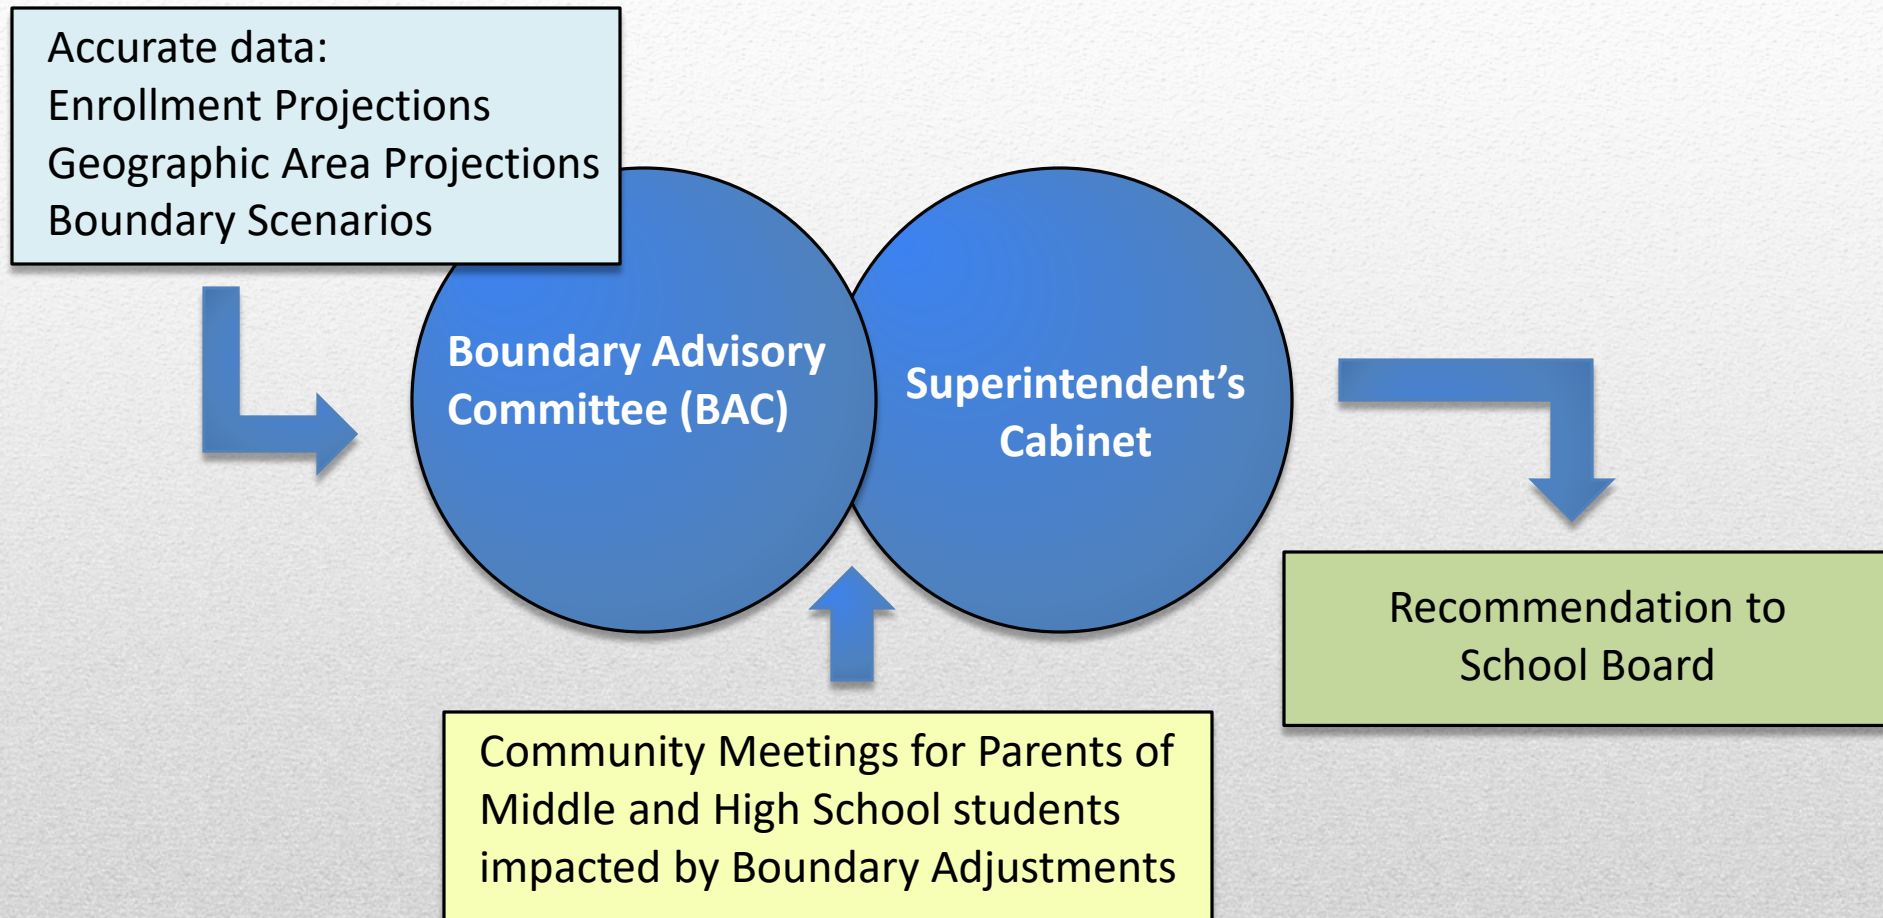 Accurate data:
Enrollment Projections
Geographic Area Projections
Boundary Scenarios
Boundary Advisory
Committee (BAC)
Superintendent’s
Cabinet
Recommendation to
School Board
Community Meetings for Parents of
Middle and High School students
impacted by Boundary Adjustments